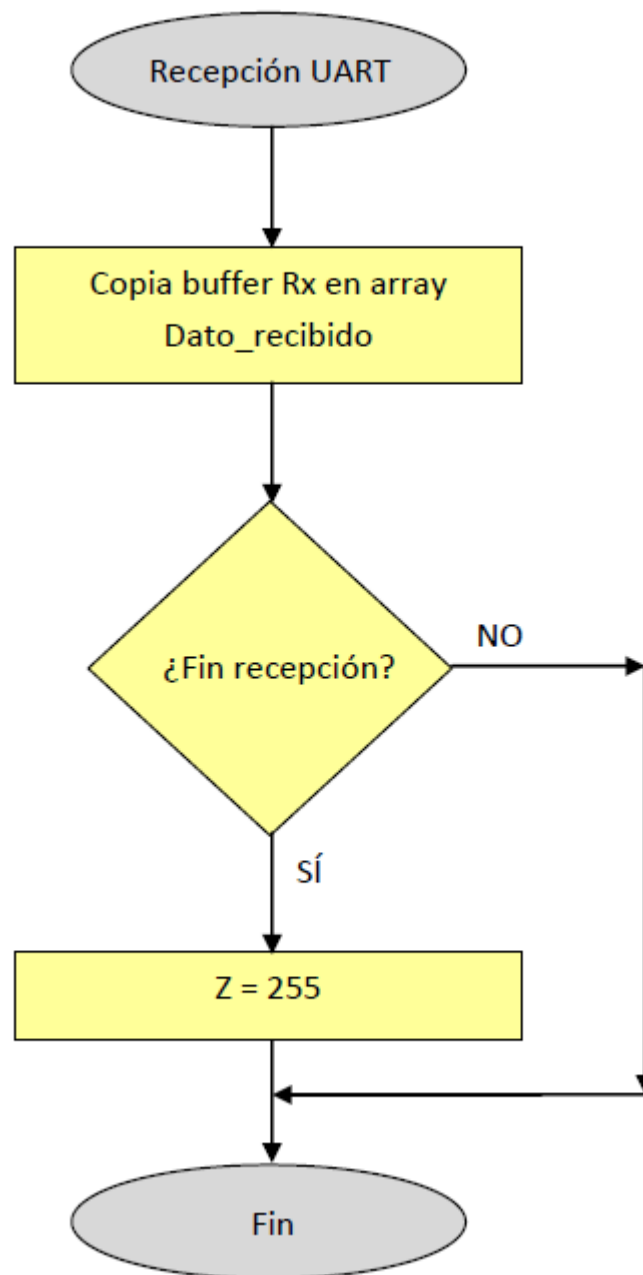 Recepción UART
Copia buffer Rx en array
Dato_recibido
¿Fin recepción?
NO
SÍ
Z = 255
Fin